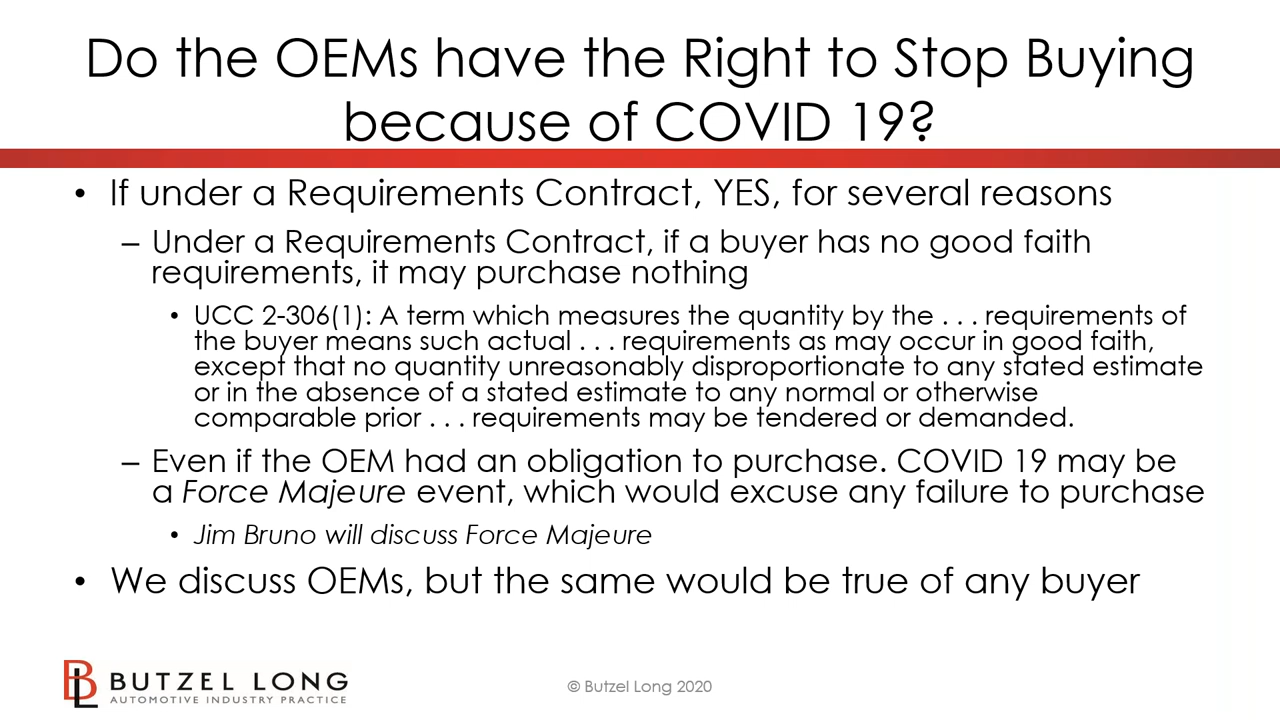 Do the OEMs have the Right to Stop Buying
because of COVID 19?
• If under a Requirements Contract, YES, for several reasons
– Under a Requirements Contract, if a buyer has no good faith
requirements, it may purchase nothing
• UCC 2-306(1): A term which measures the quantity by the . . . requirements of
the buyer means such actual . . . requirements as may occur in good faith,
except that no quantity unreasonably disproportionate to any stated estimate
or in the absence of a stated estimate to any normal or otherwise
comparable prior . . . requirements may be tendered or demanded.
– Even if the OEM had an obligation to purchase. COVID 19 may be
a Force Majeure event, which would excuse any failure to purchase
• Jim Bruno will discuss Force Majeure
• We discuss OEMs, but the same would be true of any buyer
BL BUTZEL LONG
AUTOMOTIVE INDUSTRY PRACTICE
© Butzel Long 2020